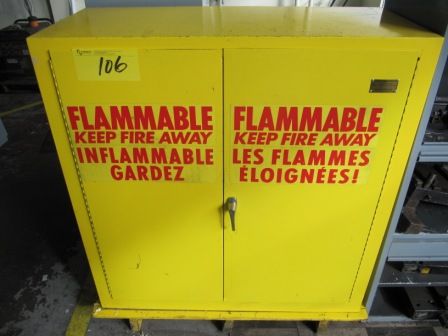 106
FLAMMABLE
KEEP FIRE AWAY
INFLAMMABLE
GARDEZ
FLAMMABLE
KEEP FIRE AWAY
LES FLAMMES
ÉLOIGNÉES!